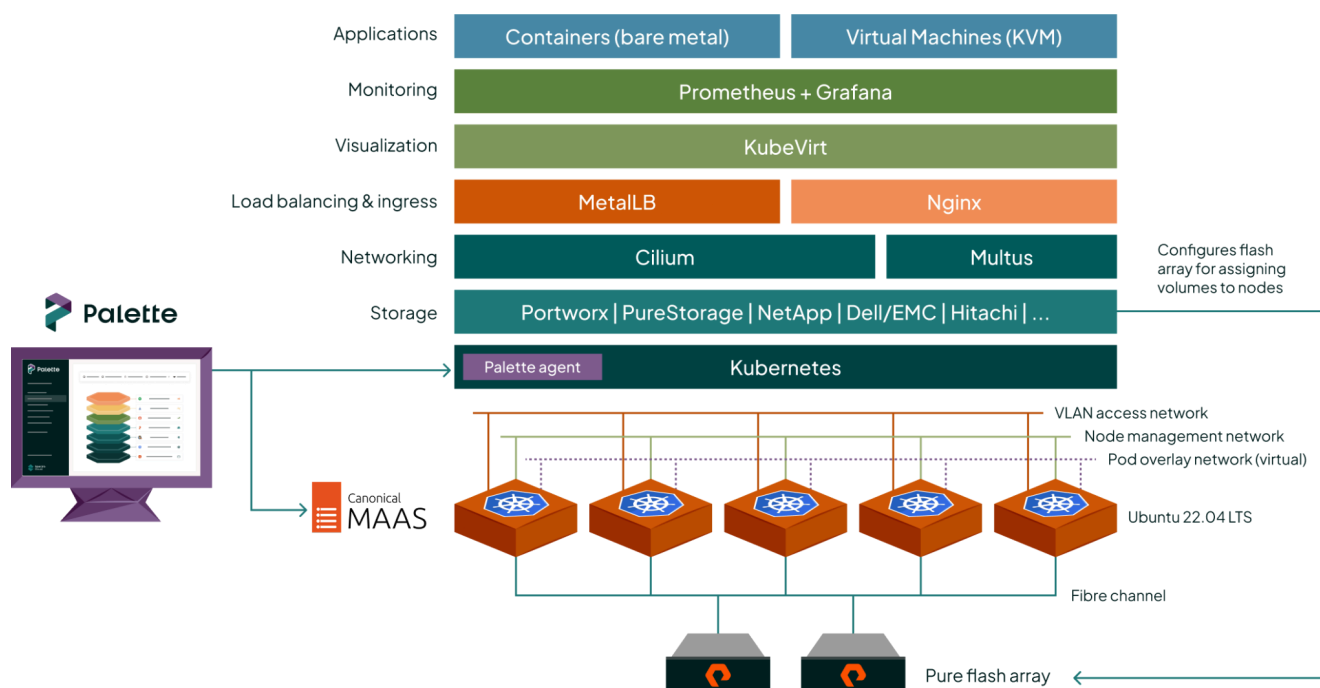 Applications
Containers (bare metal)
Virtual Machines (KVM)
Monitoring
Prometheus + Grafana
Visualization
KubeVirt
Load balancing & ingress
MetalLB
Nginx
Networking
Cilium
Multus
Configures flash
array for assigning
volumes to nodes
Palette
Storage
Portworx | PureStorage | NetApp | Dell/EMC | Hitachi | ...
Palette
Palette agent
Kubernetes
VLAN access network
Node management network
Pod overlay network (virtual)
Canonical
MAAS
Ubuntu 22.04 LTS
Fibre channel
Pure flash array